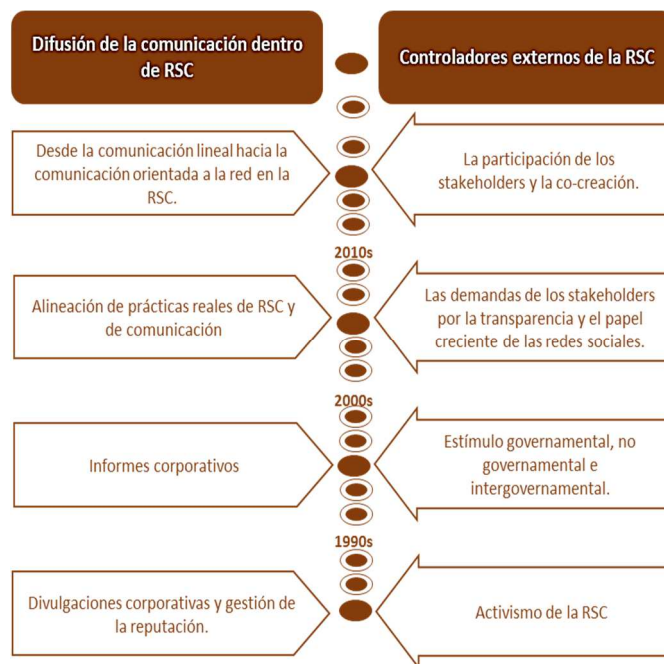 Difusión de la comunicación dentro
de RSC
Controladores externos de la RSC
Desde la comunicación lineal hacia la
comunicación orientada a la red en la
RSC.
La participación de los
stakeholders y la co-creación.
2010s
Alineación de prácticas reales de RSC y
de comunicación
Las demandas de los stakeholders
por la transparencia y el papel
creciente de las redes sociales.
2000s
Informes corporativos
Estímulo governamental, no
governamental e
intergovernamental.
1990s
Divulgaciones corporativas y gestión de
la reputación.
Activismo de la RSC